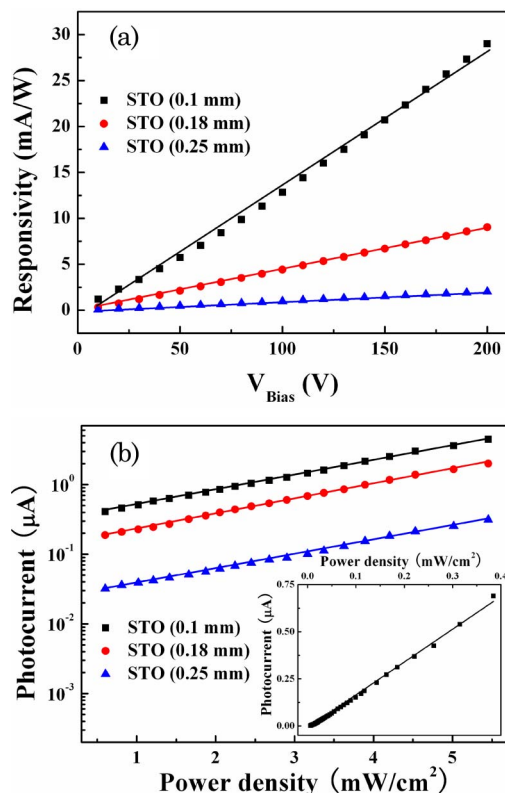 (a)
STO (0.1 mm)
STO (0.18 mm)
STO (0.25 mm)
Responsivity (mA/W)
30
25
20
15
10
5
0
0
50
100
150
200
V_Bias (V)
(b)
STO (0.1 mm)
STO (0.18 mm)
STO (0.25 mm)
Photocurrent (μA)
10⁰
10⁻¹
10⁻²
10⁻³
1
2
3
4
5
Power density (mW/cm²)
Power density (mW/cm²)
0.0
0.1
0.2
0.3
0.4
Photocurrent (μA)
0.75
0.50
0.25
0.00